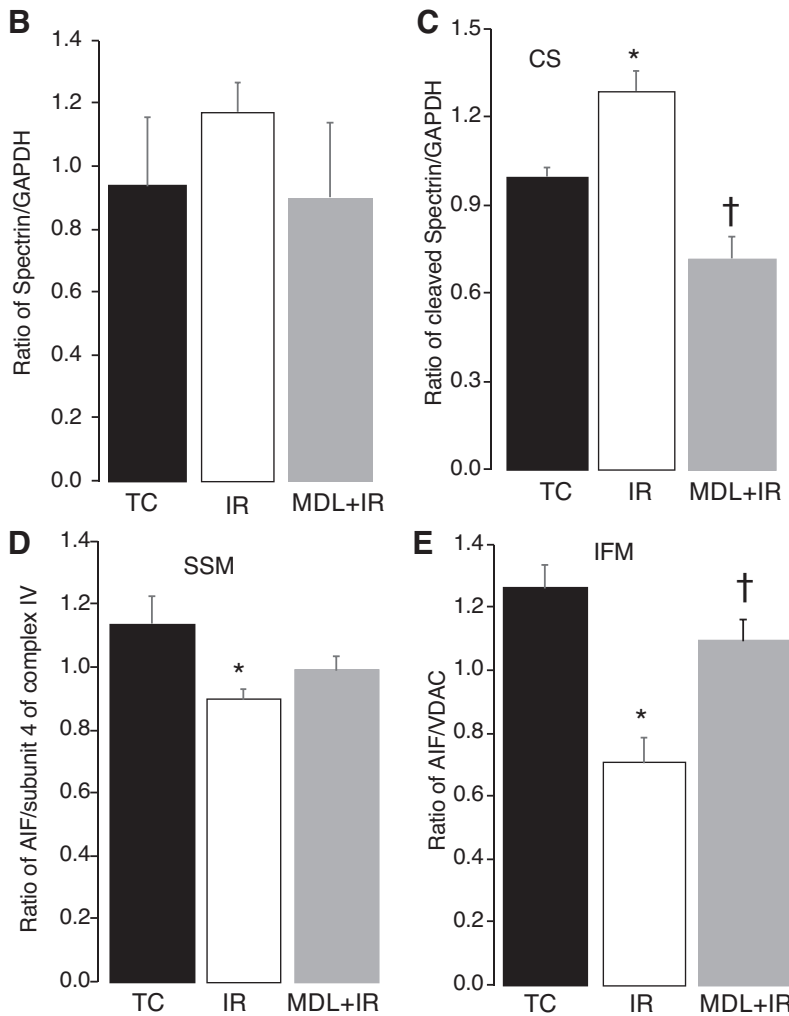 B
Ratio of Spectrin/GAPDH
1.4
1.2
1.0
0.8
0.6
0.4
0.2
0.0
TC IR MDL+IR
C
CS
Ratio of cleaved Spectrin/GAPDH
1.5
1.2
0.9
0.6
0.3
0.0
*
†
TC IR MDL+IR
D
SSM
Ratio of AIF/subunit 4 of complex IV
1.4
1.2
1.0
0.8
0.6
0.4
0.2
0.0
*
TC IR MDL+IR
E
IFM
Ratio of AIF/VDAC
1.4
1.2
1.0
0.8
0.6
0.4
0.2
0.0
*
†
TC IR MDL+IR